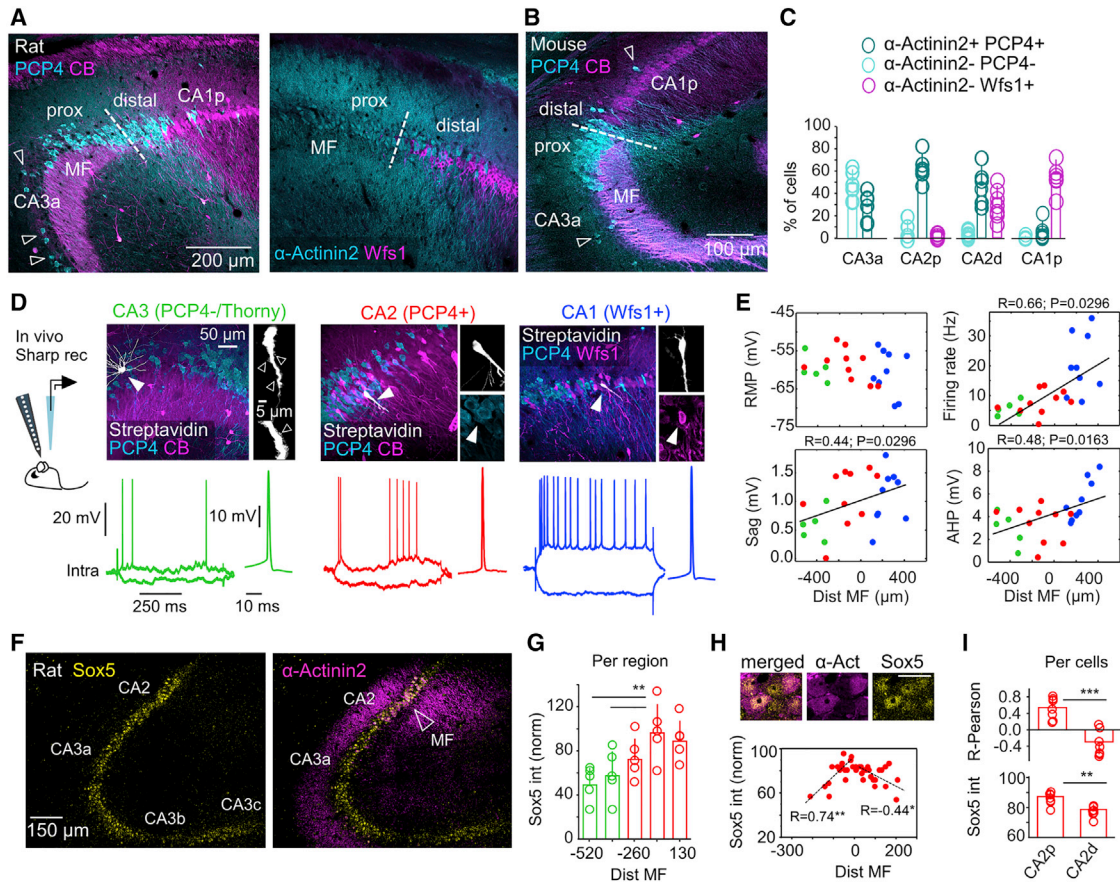 A
Rat
PCP4 CB
prox
distal
CA1p
MF
CA3a
200 µm
prox
distal
MF
α-Actinin2 Wfs1
B
Mouse
PCP4 CB
CA1p
distal
prox
MF
CA3a
100 µm
C
α-Actinin2+ PCP4+
α-Actinin2- PCP4-
α-Actinin2- Wfs1+
% of cells
100
80
60
40
20
0
CA3a CA2p CA2d CA1p
D
In vivo
Sharp rec
CA3 (PCP4-/Thorny)
50 µm
5 µm
Streptavidin
PCP4 CB
CA2 (PCP4+)
Streptavidin
PCP4 CB
CA1 (Wfs1+)
Streptavidin
PCP4 Wfs1
20 mV
10 mV
Intra
250 ms
10 ms
E
RMP (mV)
-45
-55
-65
-75
R=0.66; P=0.0296
Firing rate (Hz)
40
30
20
10
0
R=0.44; P=0.0296
Sag (mV)
1.5
1.0
0.5
0.0
-400 0 400
Dist MF (µm)
R=0.48; P=0.0163
AHP (mV)
8
6
4
2
0
-400 0 400
Dist MF (µm)
F
Rat Sox5
CA2
CA3a
CA3b
CA3c
150 µm
α-Actinin2
CA2
MF
CA3a
G
Per region
**
Sox5 int (norm)
120
80
40
0
-520 -260 130
Dist MF
H
merged α-Act Sox5
Sox5 int (norm)
100
80
60
40
20
R=0.74**
R=-0.44*
-200 0 200
Dist MF
I
Per cells
***
R-Pearson
0.8
0.4
-0.4
**
Sox5 int
100
80
60
CA2p
CA2d